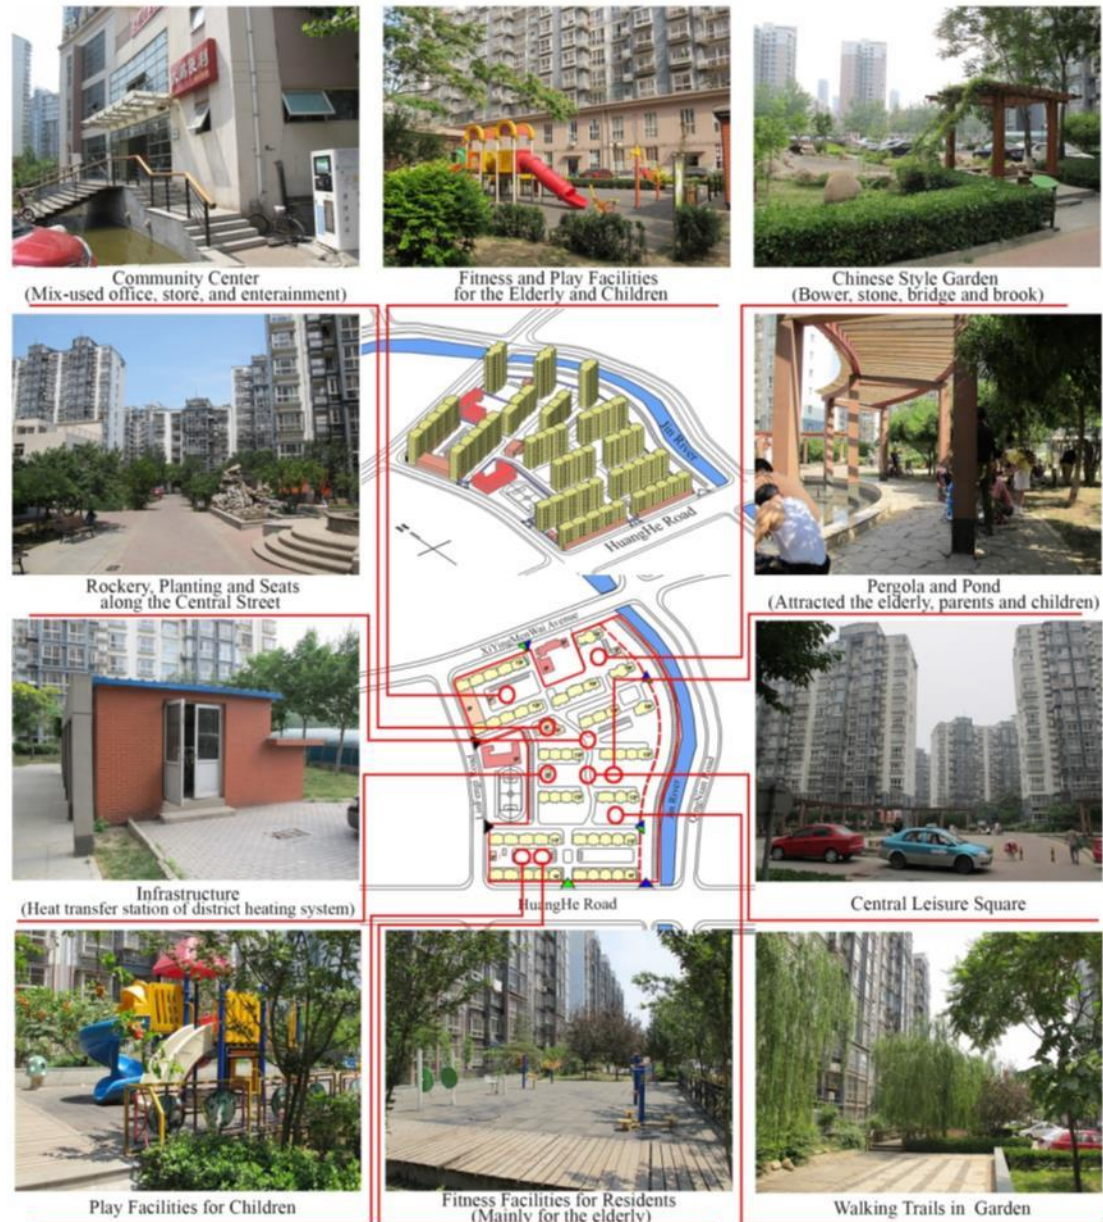 Community Center
(Mix-used office, store, and enterainment)
Fitness and Play Facilities
for the Elderly and Children
Chinese Style Garden
(Bower, stone, bridge and brook)
Rockery, Planting and Seats
along the Central Street
Jin River
HuangHe Road
N
Pergola and Pond
(Attracted the elderly, parents and children)
XiYingMenWai Avenue
Jin River
HuangHe Road
Infrastructure
(Heat transfer station of district heating system)
Central Leisure Square
Play Facilities for Children
Fitness Facilities for Residents
(Mainly for the elderly)
Walking Trails in Garden